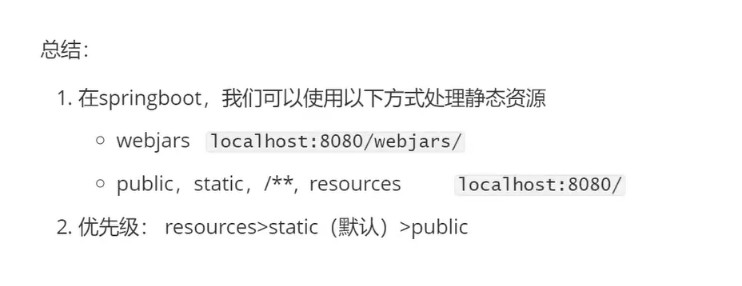 总结：
1. 在springboot，我们可以使用以下方式处理静态资源
webjars localhost:8080/webjars/
public，static，/**，resources localhost:8080/
2. 优先级： resources>static（默认）>public